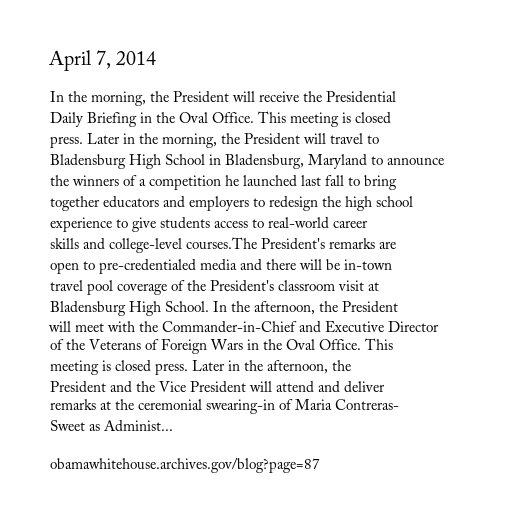 April 7, 2014
In the morning, the President will receive the Presidential
Daily Briefing in the Oval Office. This meeting is closed
press. Later in the morning, the President will travel to
Bladensburg High School in Bladensburg, Maryland to announce
the winners of a competition he launched last fall to bring
together educators and employers to redesign the high school
experience to give students access to real-world career
skills and college-level courses.The President's remarks are
open to pre-credentialed media and there will be in-town
travel pool coverage of the President's classroom visit at
Bladensburg High School. In the afternoon, the President
will meet with the Commander-in-Chief and Executive Director
of the Veterans of Foreign Wars in the Oval Office. This
meeting is closed press. Later in the afternoon, the
President and the Vice President will attend and deliver
remarks at the ceremonial swearing-in of Maria Contreras-
Sweet as Administ...
obamawhitehouse.archives.gov/blog?page=87